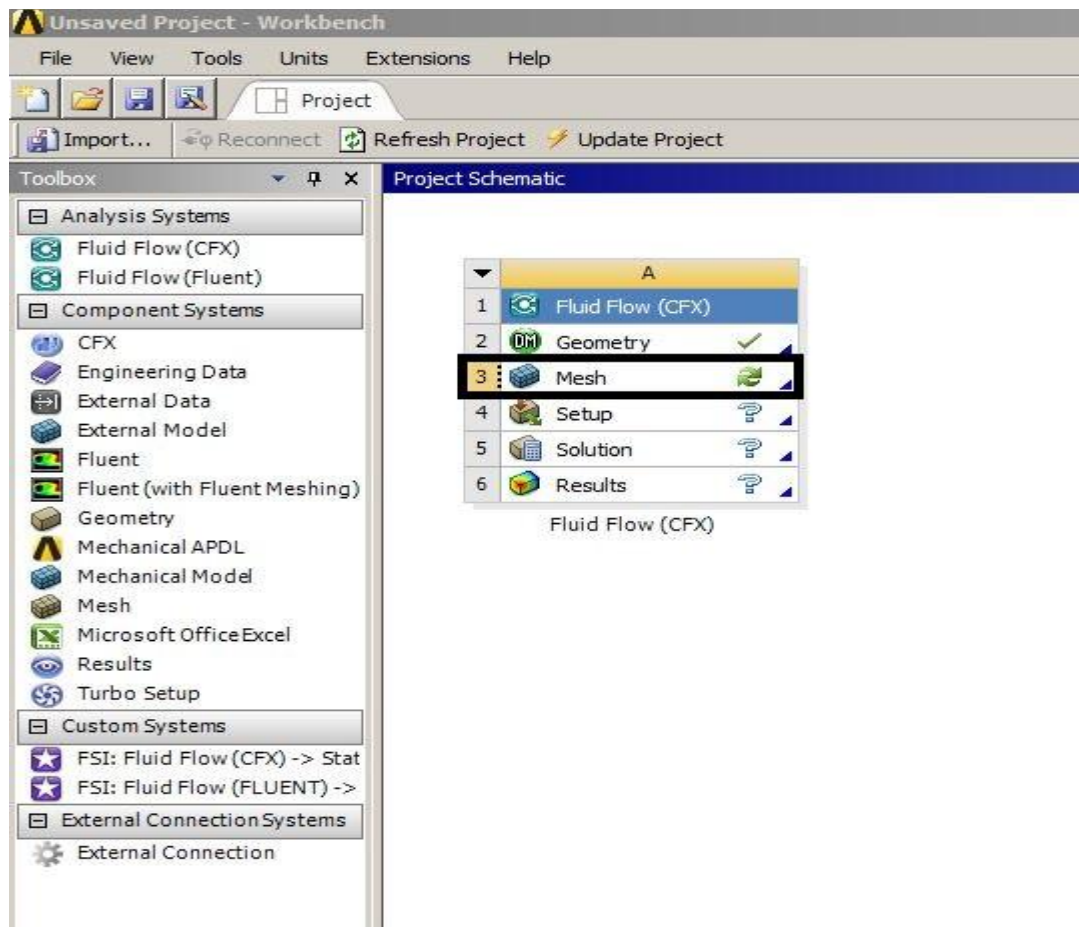 Unsaved Project - Workbench
File View Tools Units Extensions Help
Project
Import... Reconnect Refresh Project Update Project
Toolbox
Project Schematic
Analysis Systems
Fluid Flow (CFX)
Fluid Flow (Fluent)
Component Systems
CFX
Engineering Data
External Data
External Model
Fluent
Fluent (with Fluent Meshing)
Geometry
Mechanical APDL
Mechanical Model
Mesh
Microsoft Office Excel
Results
Turbo Setup
Custom Systems
FSI: Fluid Flow (CFX) -> Stat
FSI: Fluid Flow (FLUENT) ->
External Connection Systems
External Connection
A
1 Fluid Flow (CFX)
2 DM Geometry
3 Mesh
4 Setup ?
5 Solution ?
6 Results ?
Fluid Flow (CFX)